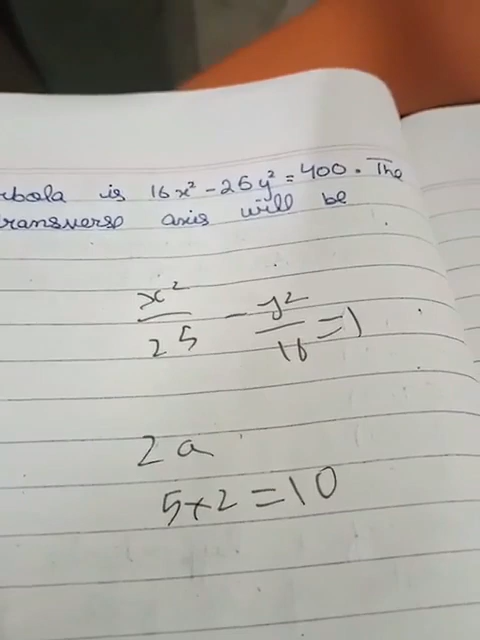 rbola is 16x² - 25y² = 400. The
ransverse axis will be
x²/25 - y²/16 = 1
2a
5×2 = 10